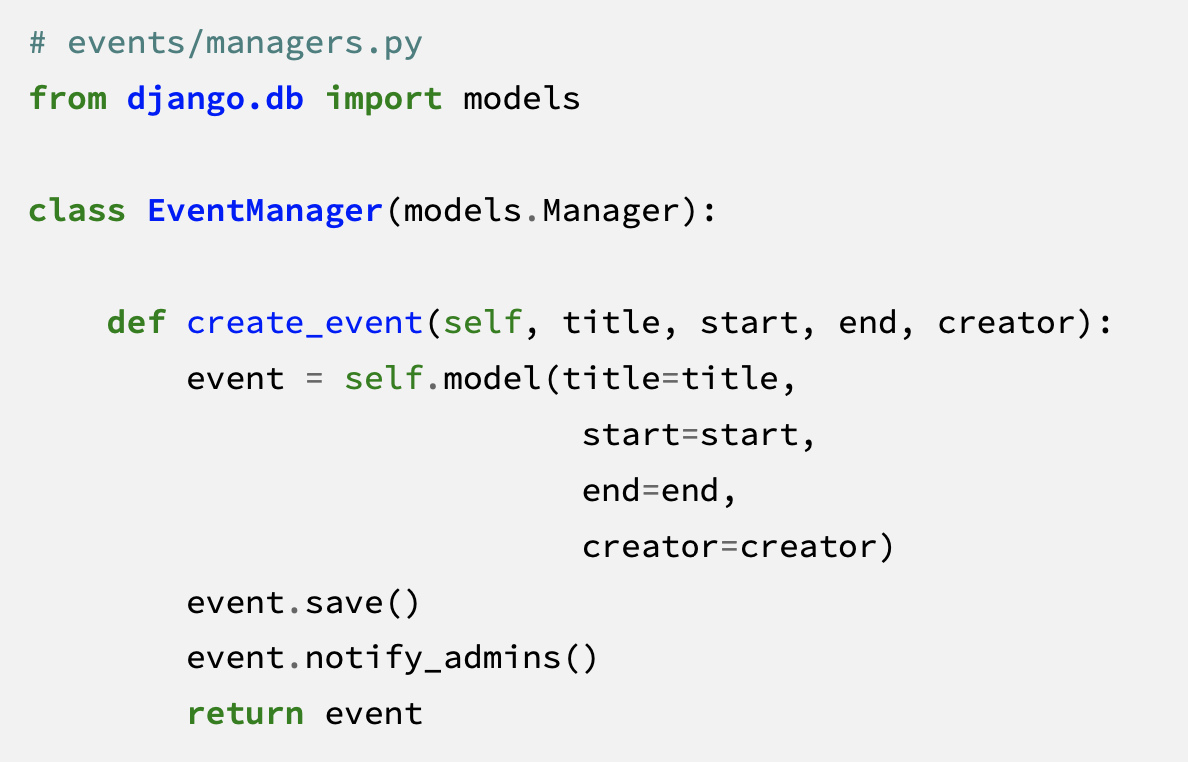 # events/managers.py
from django.db import models
class EventManager(models.Manager):
    def create_event(self, title, start, end, creator):
        event = self.model(title=title,
                            start=start,
                            end=end,
                            creator=creator)
        event.save()
        event.notify_admins()
        return event